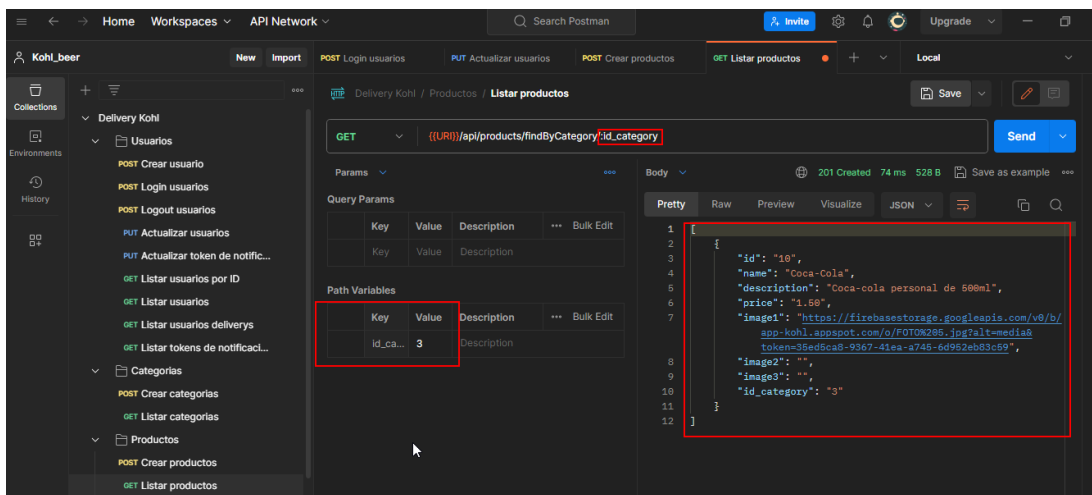 Home Workspaces API Network Search Postman Invite Upgrade
Kohl_beer New Import POST Login usuarios PUT Actualizar usuarios POST Crear productos GET Listar productos Local
Collections
Environments
History
Delivery Kohl
Usuarios
POST Crear usuario
POST Login usuarios
POST Logout usuarios
PUT Actualizar usuarios
PUT Actualizar token de notific...
GET Listar usuarios por ID
GET Listar usuarios
GET Listar usuarios deliverys
GET Listar tokens de notificaci...
Categorias
POST Crear categorias
GET Listar categorias
Productos
POST Crear productos
GET Listar productos
HTTP Delivery Kohl / Productos / Listar productos Save
GET {{URI}}/api/products/findByCategory/:id_category Send
Params
Query Params
Key Value Description Bulk Edit
Key Value Description
Path Variables
Key Value Description Bulk Edit
id_ca... 3 Description
Body 201 Created 74 ms 528 B Save as example
Pretty Raw Preview Visualize JSON
1 [
2 {
3 "id": "10",
4 "name": "Coca-Cola",
5 "description": "Coca-cola personal de 500ml",
6 "price": "1.50",
7 "image1": "https://firebasestorage.googleapis.com/v0/b/
app-kohl.appspot.com/o/FOTO%205.jpg?alt=media&
token=35ed5ca8-9367-41ea-a745-6d952eb83c59",
8 "image2": "",
9 "image3": "",
10 "id_category": "3"
11 }
12 ]